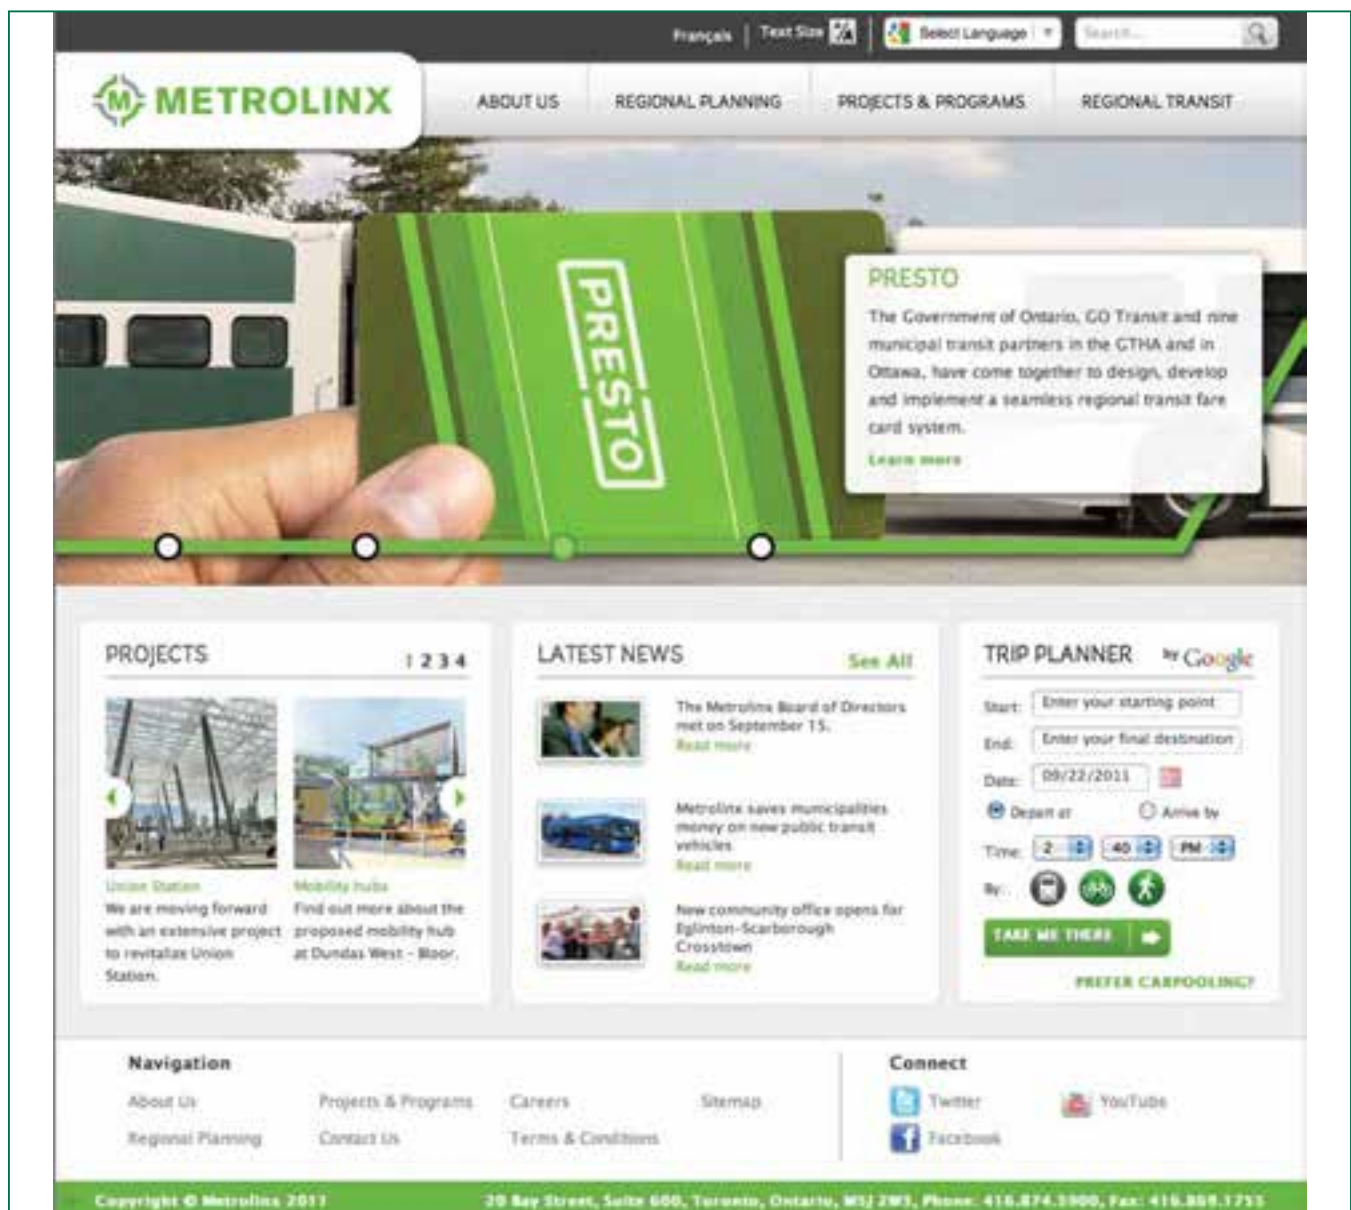 Français
Text Size
Select Language
Search...
METROLINX
ABOUT US
REGIONAL PLANNING
PROJECTS & PROGRAMS
REGIONAL TRANSIT
PRESTO
PRESTO
The Government of Ontario, GO Transit and nine
municipal transit partners in the GTHA and in
Ottawa, have come together to design, develop
and implement a seamless regional transit fare
card system.
Learn more
PROJECTS
1 2 3 4
Union Station
We are moving forward
with an extensive project
to revitalize Union
Station.
Mobility hubs
Find out more about the
proposed mobility hub
at Dundas West - Bloor.
LATEST NEWS
See All
The Metrolinx Board of Directors
met on September 15.
Read more
Metrolinx saves municipalities
money on new public transit
vehicles
Read more
New community office opens for
Eglinton-Scarborough
Crosstown
Read more
TRIP PLANNER by Google
Start: Enter your starting point
End: Enter your final destination
Date: 09/22/2011
Depart at Arrive by
Time: 2 40 PM
By:
TAKE ME THERE
PREFER CARPOOLING?
Navigation
About Us
Projects & Programs
Careers
Sitemap
Regional Planning
Contact Us
Terms & Conditions
Connect
Twitter
YouTube
Facebook
Copyright © Metrolinx 2011
20 Bay Street, Suite 600, Toronto, Ontario, M5J 2W3, Phone: 416.874.5900, Fax: 416.869.1755